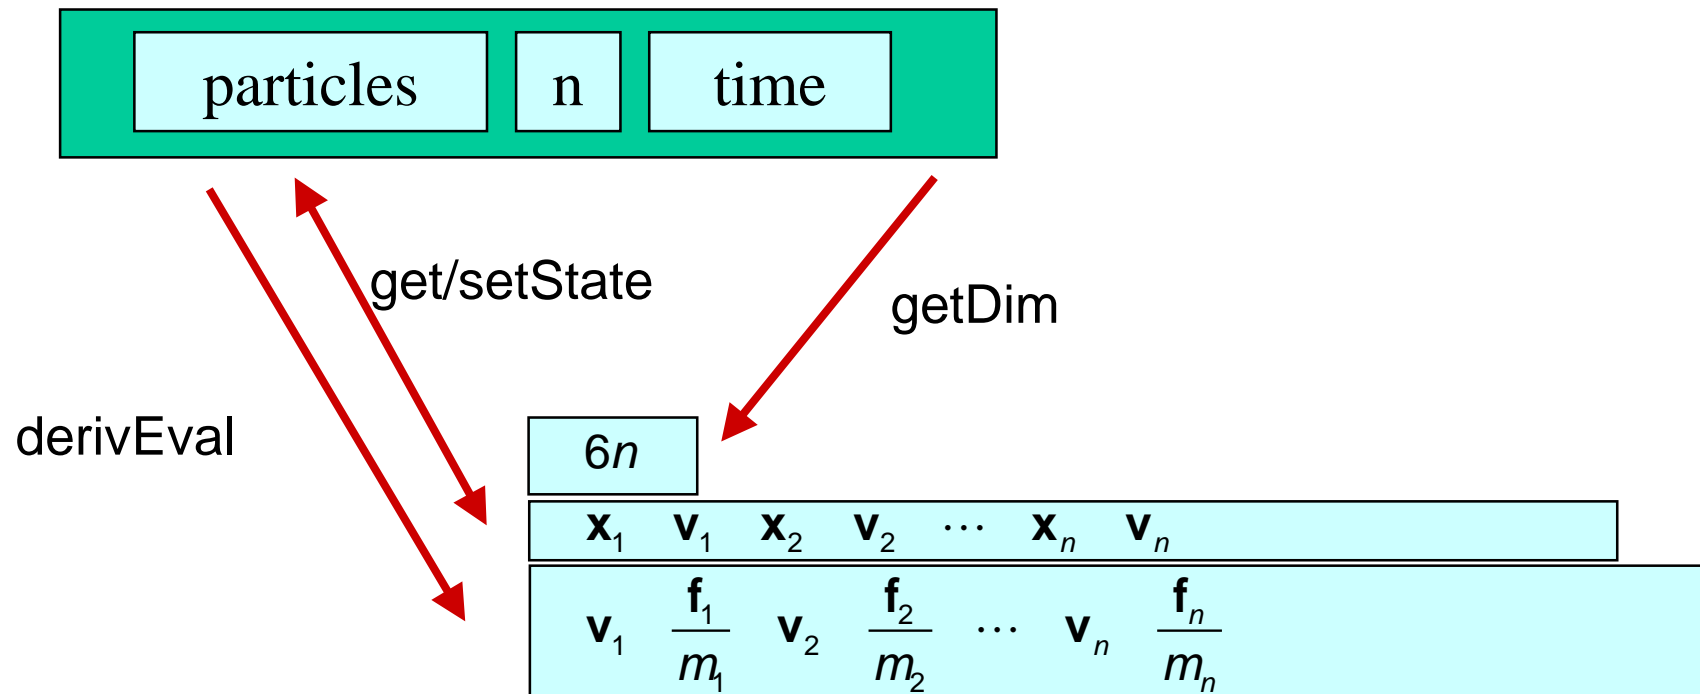 particles n time
get/setState
getDim
derivEval
6n
x₁ v₁ x₂ v₂ ⋯ xₙ vₙ
v₁ f₁/m₁ v₂ f₂/m₂ ⋯ vₙ fₙ/mₙ